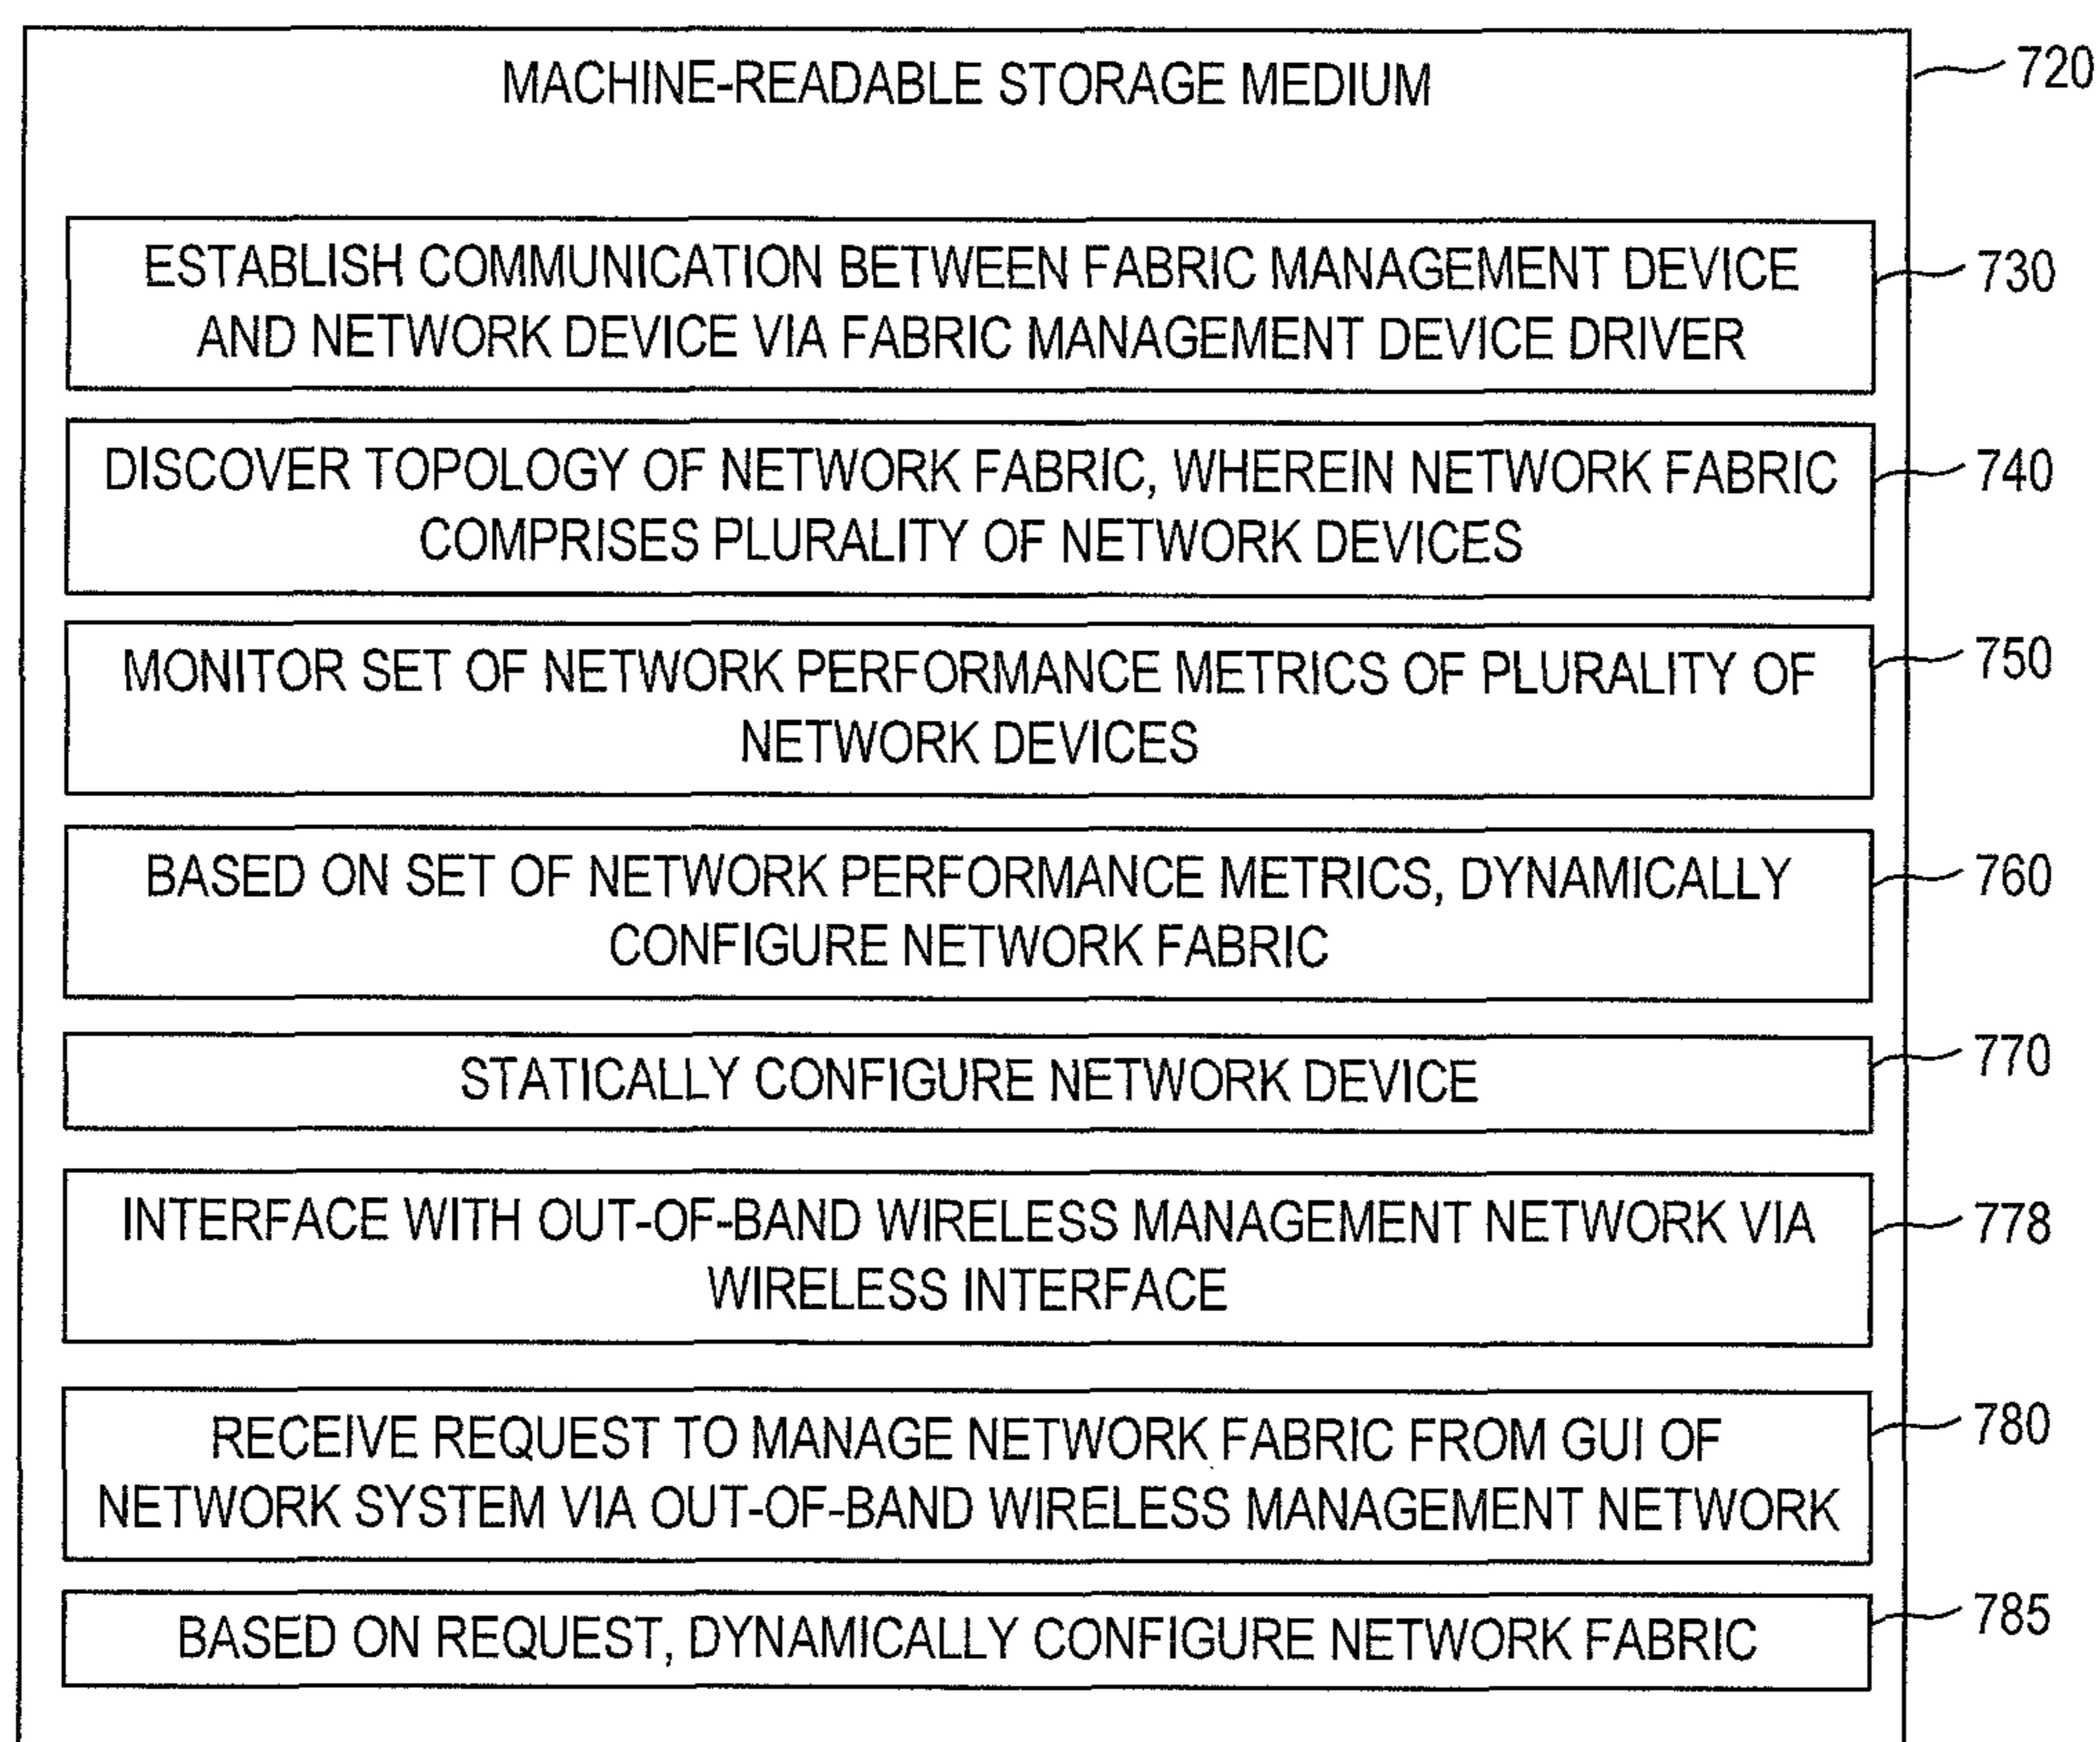 MACHINE-READABLE STORAGE MEDIUM
720
ESTABLISH COMMUNICATION BETWEEN FABRIC MANAGEMENT DEVICE
AND NETWORK DEVICE VIA FABRIC MANAGEMENT DEVICE DRIVER
730
DISCOVER TOPOLOGY OF NETWORK FABRIC, WHEREIN NETWORK FABRIC
COMPRISES PLURALITY OF NETWORK DEVICES
740
MONITOR SET OF NETWORK PERFORMANCE METRICS OF PLURALITY OF
NETWORK DEVICES
750
BASED ON SET OF NETWORK PERFORMANCE METRICS, DYNAMICALLY
CONFIGURE NETWORK FABRIC
760
STATICALLY CONFIGURE NETWORK DEVICE
770
INTERFACE WITH OUT-OF-BAND WIRELESS MANAGEMENT NETWORK VIA
WIRELESS INTERFACE
778
RECEIVE REQUEST TO MANAGE NETWORK FABRIC FROM GUI OF
NETWORK SYSTEM VIA OUT-OF-BAND WIRELESS MANAGEMENT NETWORK
780
BASED ON REQUEST, DYNAMICALLY CONFIGURE NETWORK FABRIC
785